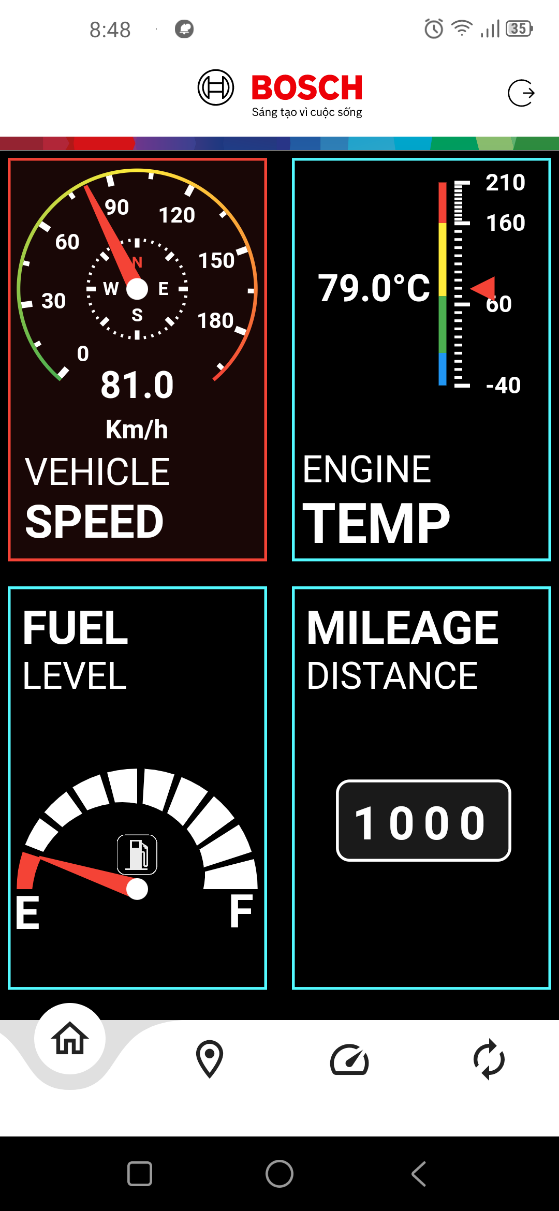 8:48
35
BOSCH
Sáng tạo vì cuộc sống
0
30
60
90
120
150
180
N
W
E
S
81.0
Km/h
VEHICLE
SPEED
210
160
79.0°C
60
-40
ENGINE
TEMP
FUEL
LEVEL
E
F
MILEAGE
DISTANCE
1000